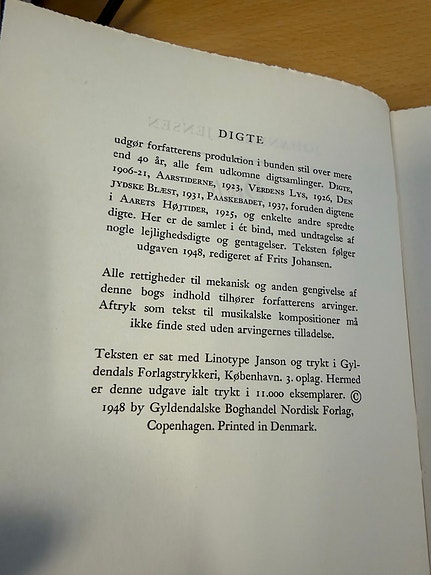 DIGTE
udgør forfatterens produktion i bunden stil over mere
end 40 år, alle fem udkomne digtsamlinger. Digte,
1906-21, Aarstiderne, 1923, Verdens Lys, 1926, Den
jydske Blæst, 1931, Paaskebadet, 1937, foruden digtene
i Aarets Højtider, 1925, og enkelte andre spredte
digte. Her er de samlet i ét bind, med undtagelse af
nogle lejlighedsdigte og gentagelser. Teksten følger
udgaven 1948, redigeret af Frits Johansen.
Alle rettigheder til mekanisk og anden gengivelse af
denne bogs indhold tilhører forfatterens arvinger.
Aftryk som tekst til musikalske kompositioner må
ikke finde sted uden arvingernes tilladelse.
Teksten er sat med Linotype Janson og trykt i Gyl-
dendals Forlagstrykkeri, København. 3. oplag. Hermed
er denne udgave ialt trykt i 11.000 eksemplarer. ©
1948 by Gyldendalske Boghandel Nordisk Forlag,
Copenhagen. Printed in Denmark.